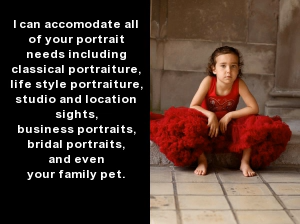 I can accomodate all
of your portrait
needs including
classical portraiture,
life style portraiture,
studio and location
sights,
business portraits,
bridal portraits,
and even
your family pet.